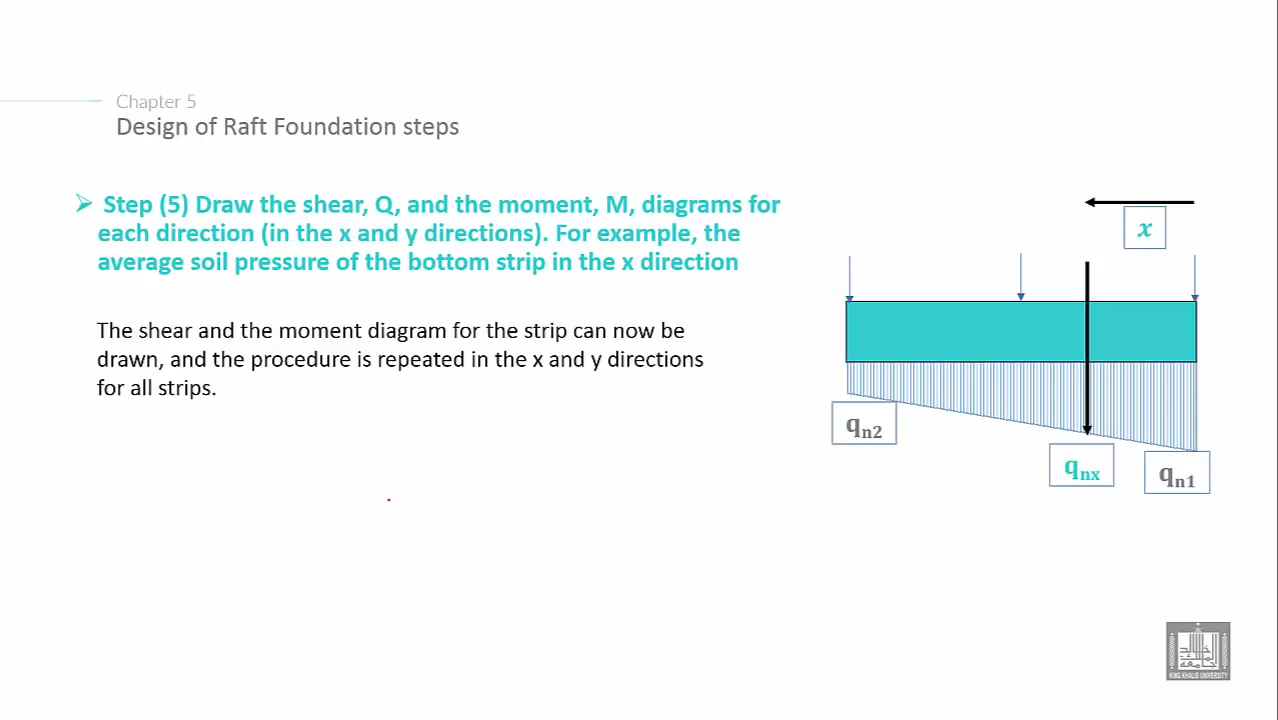 Chapter 5
Design of Raft Foundation steps
➢ Step (5) Draw the shear, Q, and the moment, M, diagrams for
each direction (in the x and y directions). For example, the
average soil pressure of the bottom strip in the x direction
The shear and the moment diagram for the strip can now be
drawn, and the procedure is repeated in the x and y directions
for all strips.
x
qn2
qnx
qn1
KING KHALID UNIVERSITY